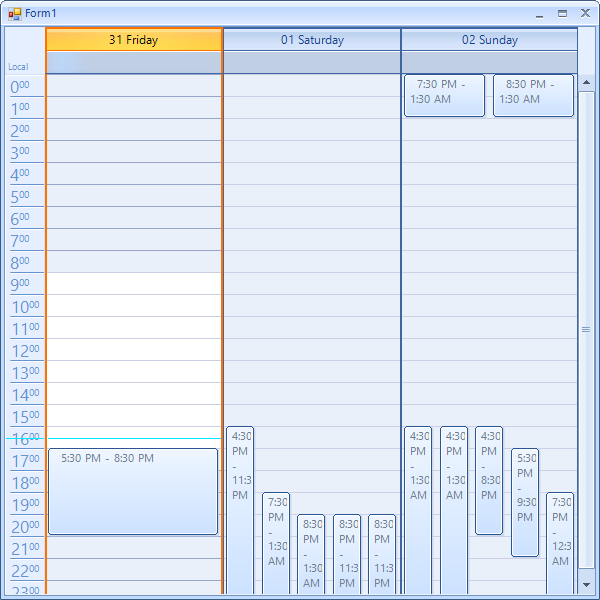 Form1
31 Friday
01 Saturday
02 Sunday
Local
0 00
1 00
2 00
3 00
4 00
5 00
6 00
7 00
8 00
9 00
10 00
11 00
12 00
13 00
14 00
15 00
16 00
17 00
18 00
19 00
20 00
21 00
22 00
23 00
5:30 PM - 8:30 PM
4:30
PM
-
11:3
PM
7:30
PM
-
1:30
AM
8:30
PM
-
11:3
PM
8:30
PM
-
11:3
PM
8:30
PM
-
11:3
PM
7:30 PM -
1:30 AM
8:30 PM -
1:30 AM
4:30
PM
-
1:30
AM
4:30
PM
-
1:30
AM
4:30
PM
-
8:30
PM
5:30
PM
-
9:30
PM
7:30
PM
-
12:3
AM